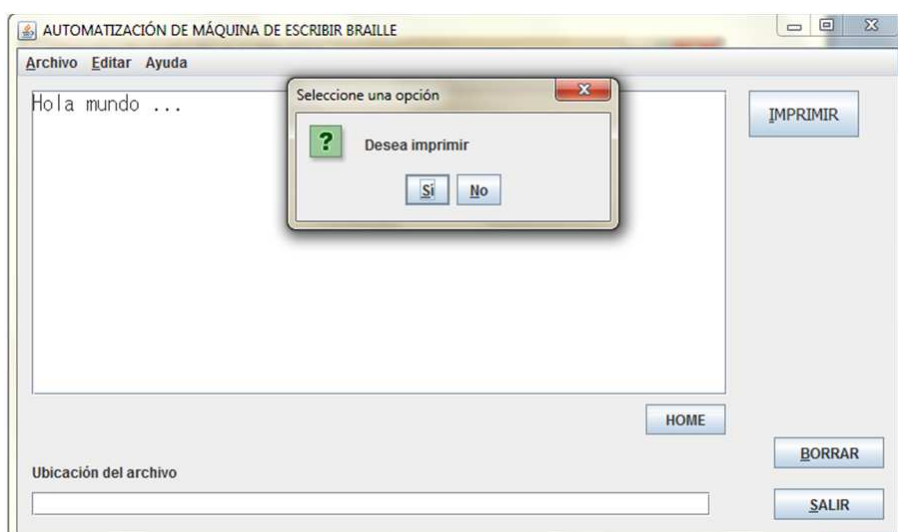 AUTOMATIZACIÓN DE MÁQUINA DE ESCRIBIR BRAILLE
Archivo Editar Ayuda
Hola mundo ...
Seleccione una opción
? Desea imprimir
Sí No
IMPRIMIR
HOME
BORRAR
Ubicación del archivo
SALIR